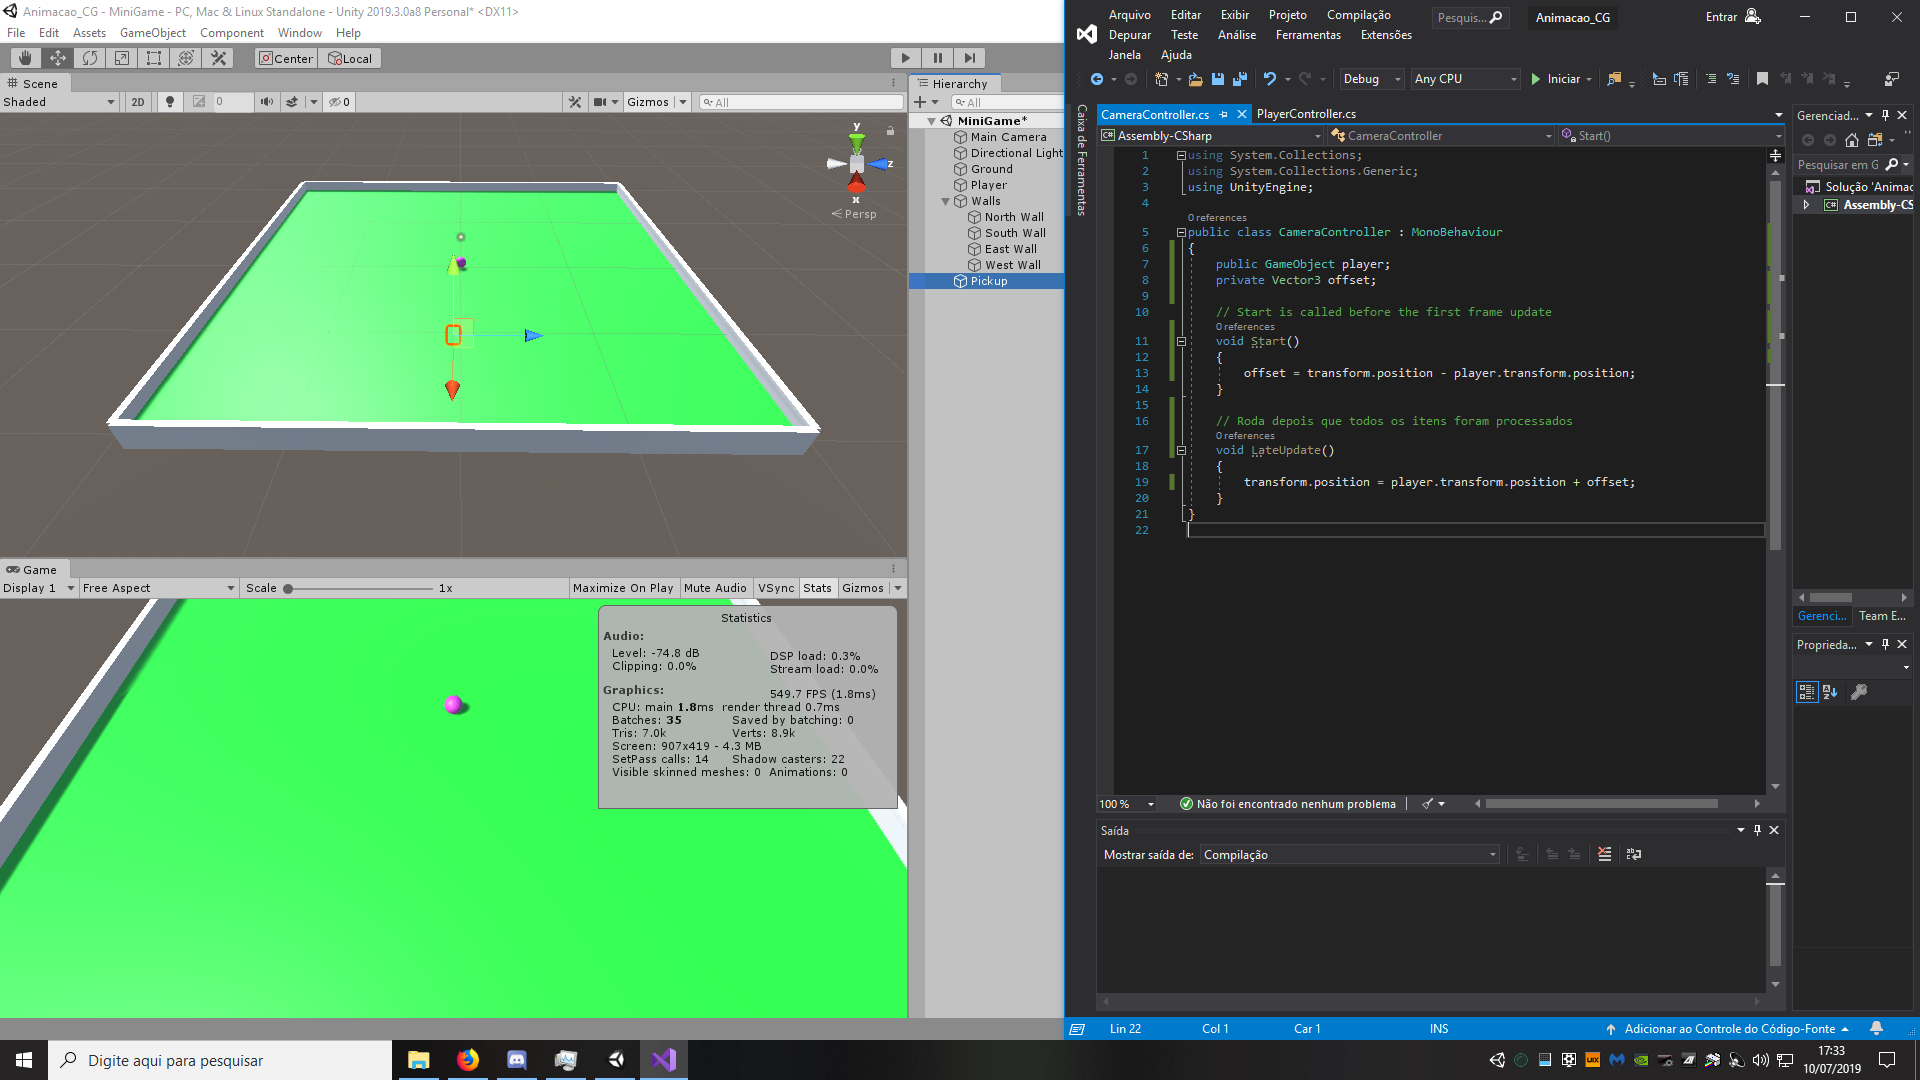 Animacao_CG - MiniGame - PC, Mac & Linux Standalone - Unity 2019.3.0a8 Personal* <DX11>
File Edit Assets GameObject Component Window Help
Center Local
Scene
Shaded 2D 0 0 Gizmos All
y
z
x
Persp
Game
Display 1 Free Aspect Scale 1x Maximize On Play Mute Audio VSync Stats Gizmos
Statistics
Audio:
Level: -74.8 dB DSP load: 0.3%
Clipping: 0.0% Stream load: 0.0%
Graphics: 549.7 FPS (1.8ms)
CPU: main 1.8ms render thread 0.7ms
Batches: 35 Saved by batching: 0
Tris: 7.0k Verts: 8.9k
Screen: 907x419 - 4.3 MB
SetPass calls: 14 Shadow casters: 22
Visible skinned meshes: 0 Animations: 0
Hierarchy
All
MiniGame*
Main Camera
Directional Light
Ground
Player
Walls
North Wall
South Wall
East Wall
West Wall
Pickup
Arquivo Editar Exibir Projeto Compilação Pesquis... Animacao_CG Entrar
Depurar Teste Análise Ferramentas Extensões
Janela Ajuda
Debug Any CPU Iniciar
Caixa de Ferramentas
CameraController.cs PlayerController.cs
Assembly-CSharp CameraController Start()
1 using System.Collections;
2 using System.Collections.Generic;
3 using UnityEngine;
4
0 references
5 public class CameraController : MonoBehaviour
6 {
7 public GameObject player;
8 private Vector3 offset;
9
10 // Start is called before the first frame update
0 references
11 void Start()
12 {
13 offset = transform.position - player.transform.position;
14 }
15
16 // Roda depois que todos os itens foram processados
0 references
17 void LateUpdate()
18 {
19 transform.position = player.transform.position + offset;
20 }
21 }
22
100 % Não foi encontrado nenhum problema
Saída
Mostrar saída de: Compilação
Gerenciad...
Pesquisar em G
Solução 'Animac
Assembly-CS
Gerenci... Team E...
Proprieda...
Lin 22 Col 1 Car 1 INS Adicionar ao Controle do Código-Fonte
Digite aqui para pesquisar
17:33
10/07/2019